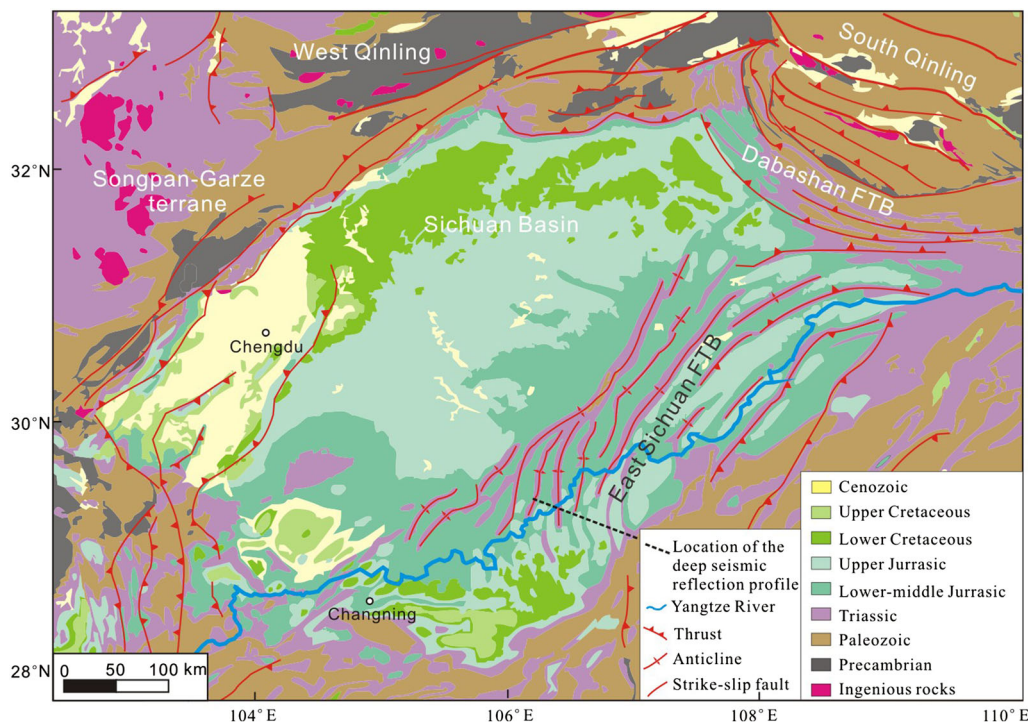 West Qinling
South Qinling
32°N
Songpan-Garze
terrane
Dabashan FTB
Sichuan Basin
Chengdu
30°N
East Sichuan FTB
Changning
28°N
0 50 100 km
Location of the
deep seismic
reflection profile
Yangtze River
Thrust
Anticline
Strike-slip fault
Cenozoic
Upper Cretaceous
Lower Cretaceous
Upper Jurrasic
Lower-middle Jurrasic
Triassic
Paleozoic
Precambrian
Ingenious rocks
104°E
106°E
108°E
110°E